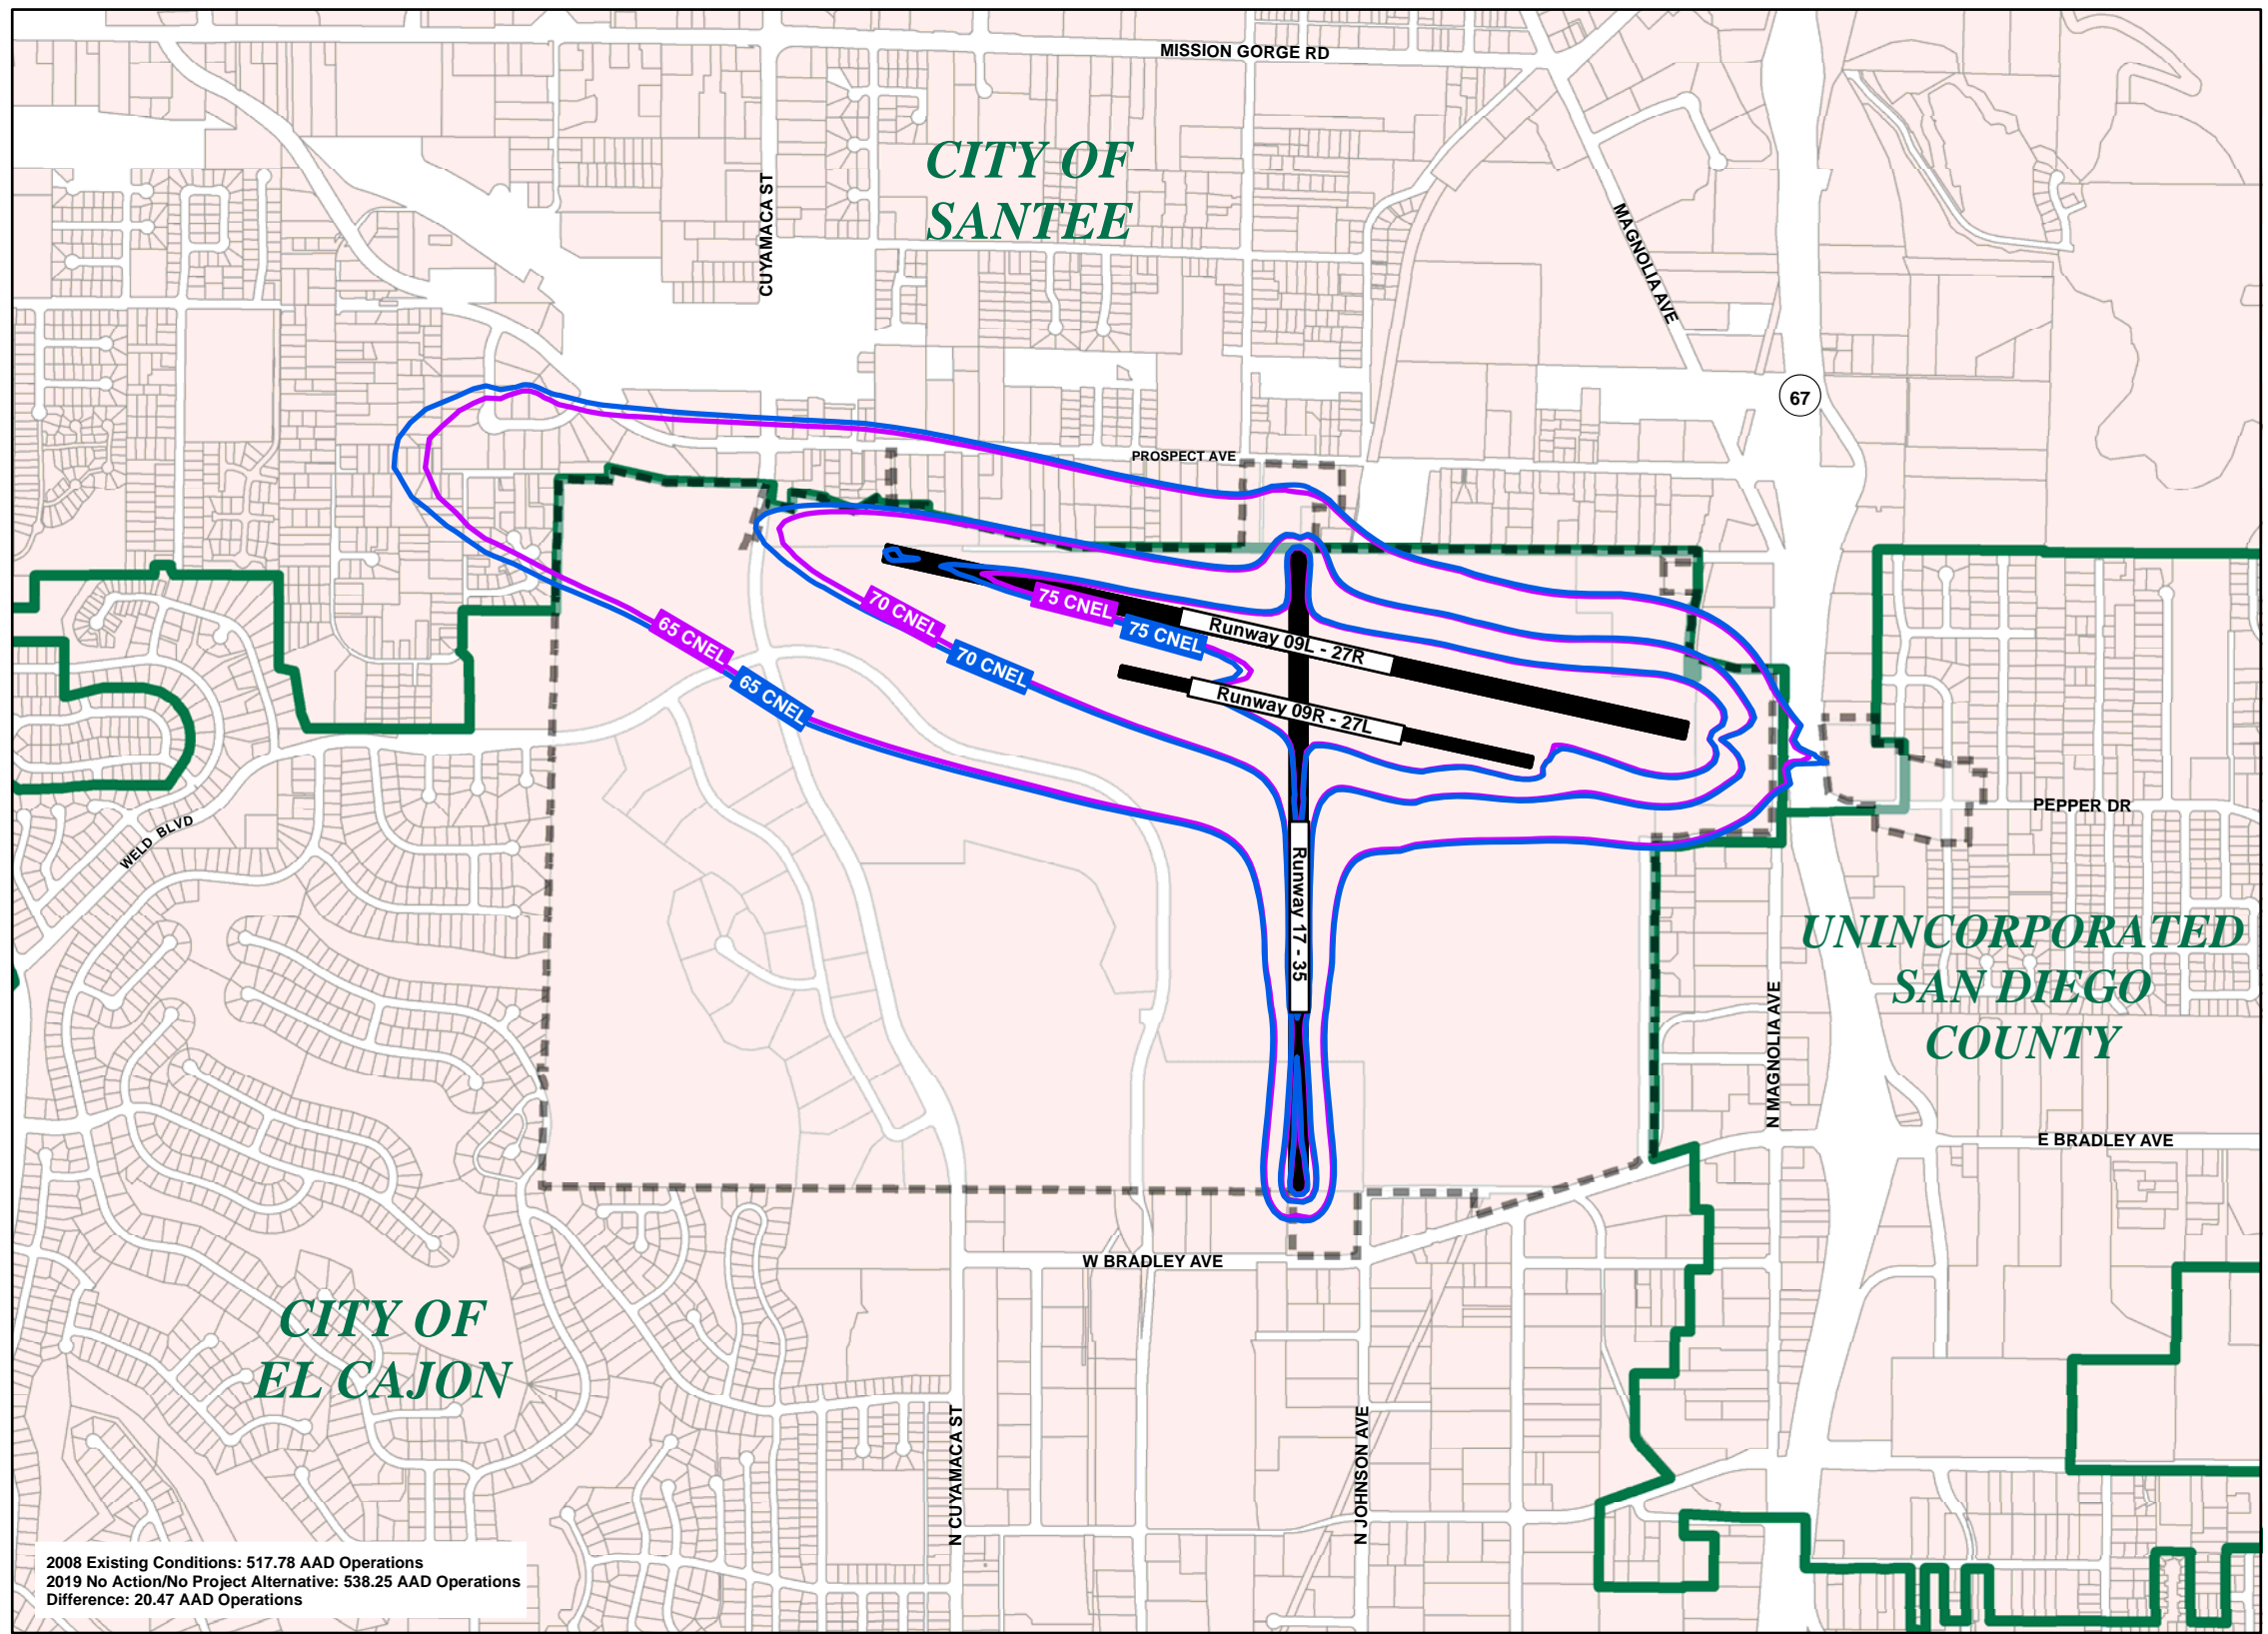 MISSION GORGE RD
CITY OF
SANTEE
CUYAMACA ST
MAGNOLIA AVE
67
PROSPECT AVE
75 CNEL
70 CNEL
65 CNEL
75 CNEL
70 CNEL
65 CNEL
Runway 09L - 27R
Runway 09R - 27L
Runway 17 - 35
PEPPER DR
WELD BLVD
UNINCORPORATED
SAN DIEGO
COUNTY
N MAGNOLIA AVE
E BRADLEY AVE
W BRADLEY AVE
CITY OF
EL CAJON
N CUYAMACA ST
N JOHNSON AVE
2008 Existing Conditions: 517.78 AAD Operations
2019 No Action/No Project Alternative: 538.25 AAD Operations
Difference: 20.47 AAD Operations